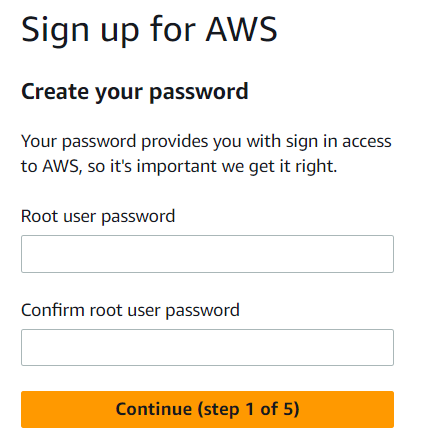 Sign up for AWS
Create your password
Your password provides you with sign in access
to AWS, so it's important we get it right.
Root user password
Confirm root user password
Continue (step 1 of 5)